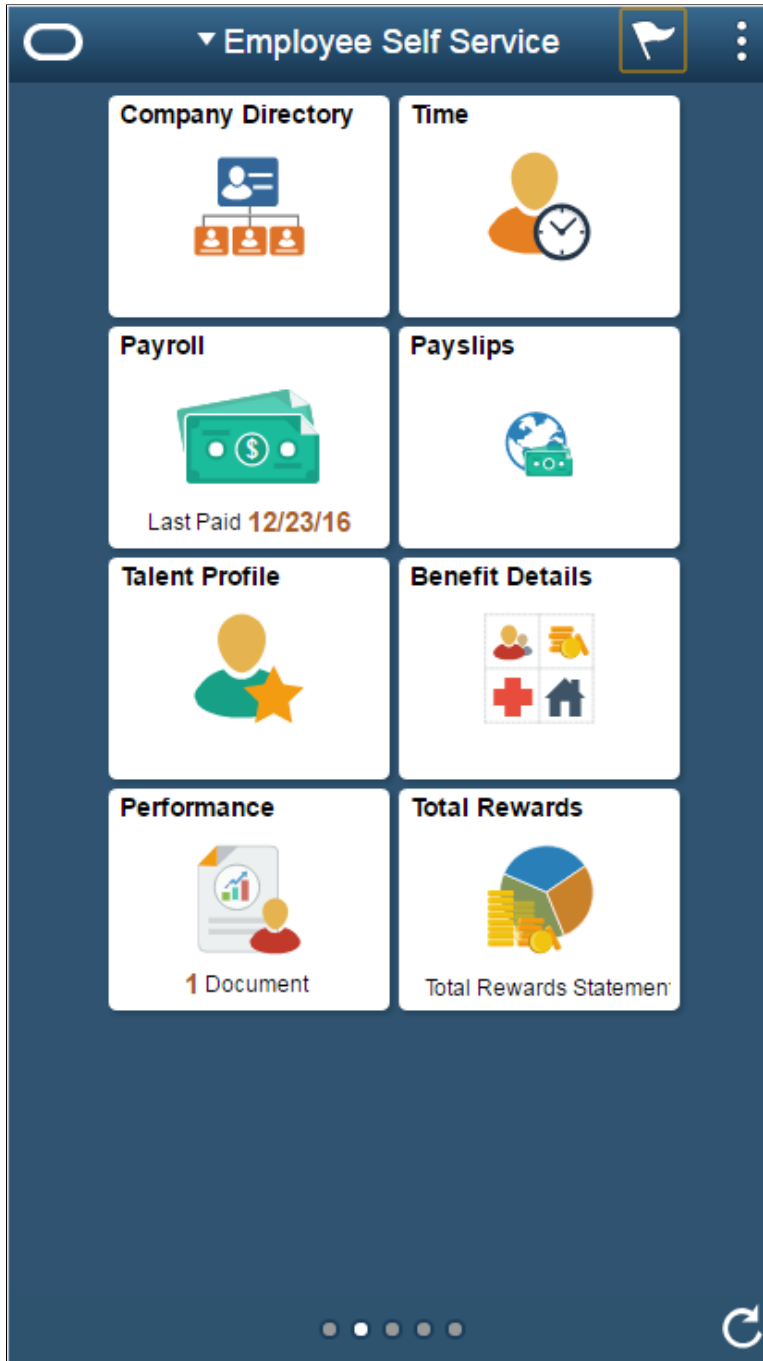 Employee Self Service
Company Directory
Time
Payroll
Last Paid 12/23/16
Payslips
Talent Profile
Benefit Details
Performance
1 Document
Total Rewards
Total Rewards Statemen